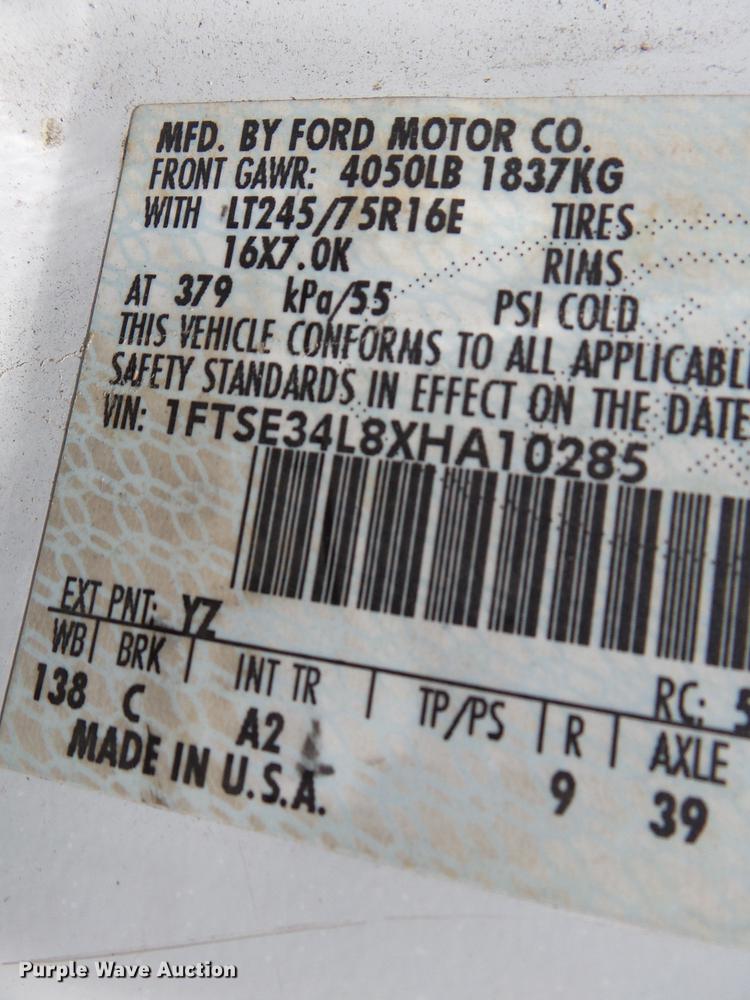 MFD. BY FORD MOTOR CO.
FRONT GAWR: 4050LB 1837KG
WITH LT245/75R16E TIRES
16X7.0K RIMS
AT 379 kPa/55 PSI COLD
THIS VEHICLE CONFORMS TO ALL
SAFETY STANDARDS IN EFFECT ON THE DATE
VIN: 1FTSE34L8XHA10285
EXT PNT: YZ RC: 5
WB BRK INT TR TP/PS R AXLE
138 C A2 9 39
MADE IN U.S.A.
Purple Wave Auction